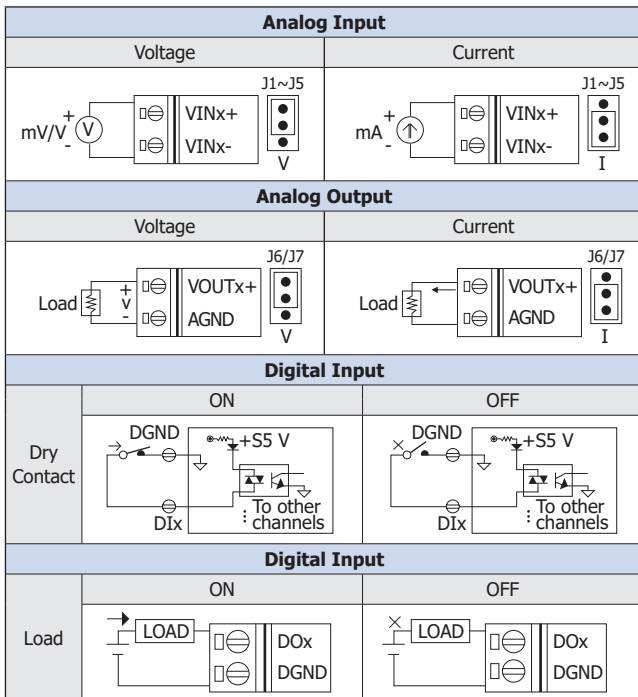 Analog Input
Voltage Current
J1~J5 J1~J5
mV/V + - V VINx+ VINx- V
mA + - VINx+ VINx- I
Analog Output
Voltage Current
J6/J7 J6/J7
Load + V - VOUTx+ AGND V
Load VOUTx+ AGND I
Digital Input
ON OFF
Dry Contact
DGND +S5 V
DIx To other channels
DGND +S5 V
DIx To other channels
Digital Input
ON OFF
Load
LOAD DOx DGND
LOAD DOx DGND